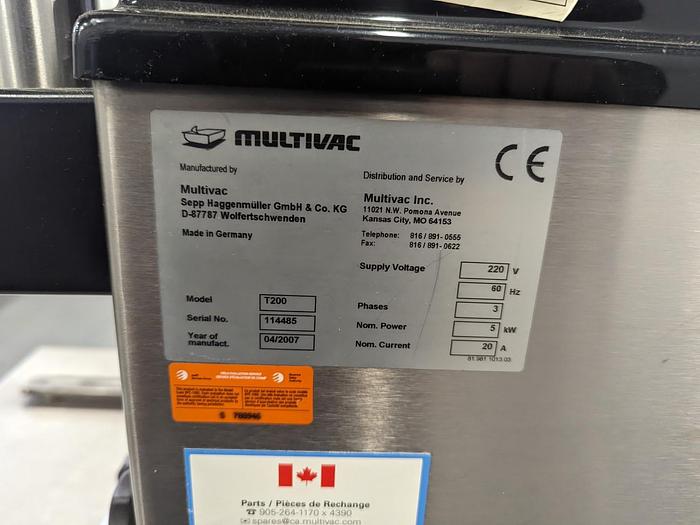 MULTIVAC
CE
Manufactured by
Multivac
Sepp Haggenmüller GmbH & Co. KG
D-87787 Wolfertschwenden
Made in Germany
Distribution and Service by
Multivac Inc.
11021 N.W. Pomona Avenue
Kansas City, MO 64153
Telephone: 816 / 891- 0555
Fax: 816 / 891- 0622
Supply Voltage 220 V
60 Hz
Model T200
Phases 3
Serial No. 114485
Nom. Power 5 kW
Year of
manufact. 04/2007
Nom. Current 20 A
81.981.1013.03
Parts / Pièces de Rechange
☎ 905-264-1170 x 4390
✉ spares@ca.multivac.com